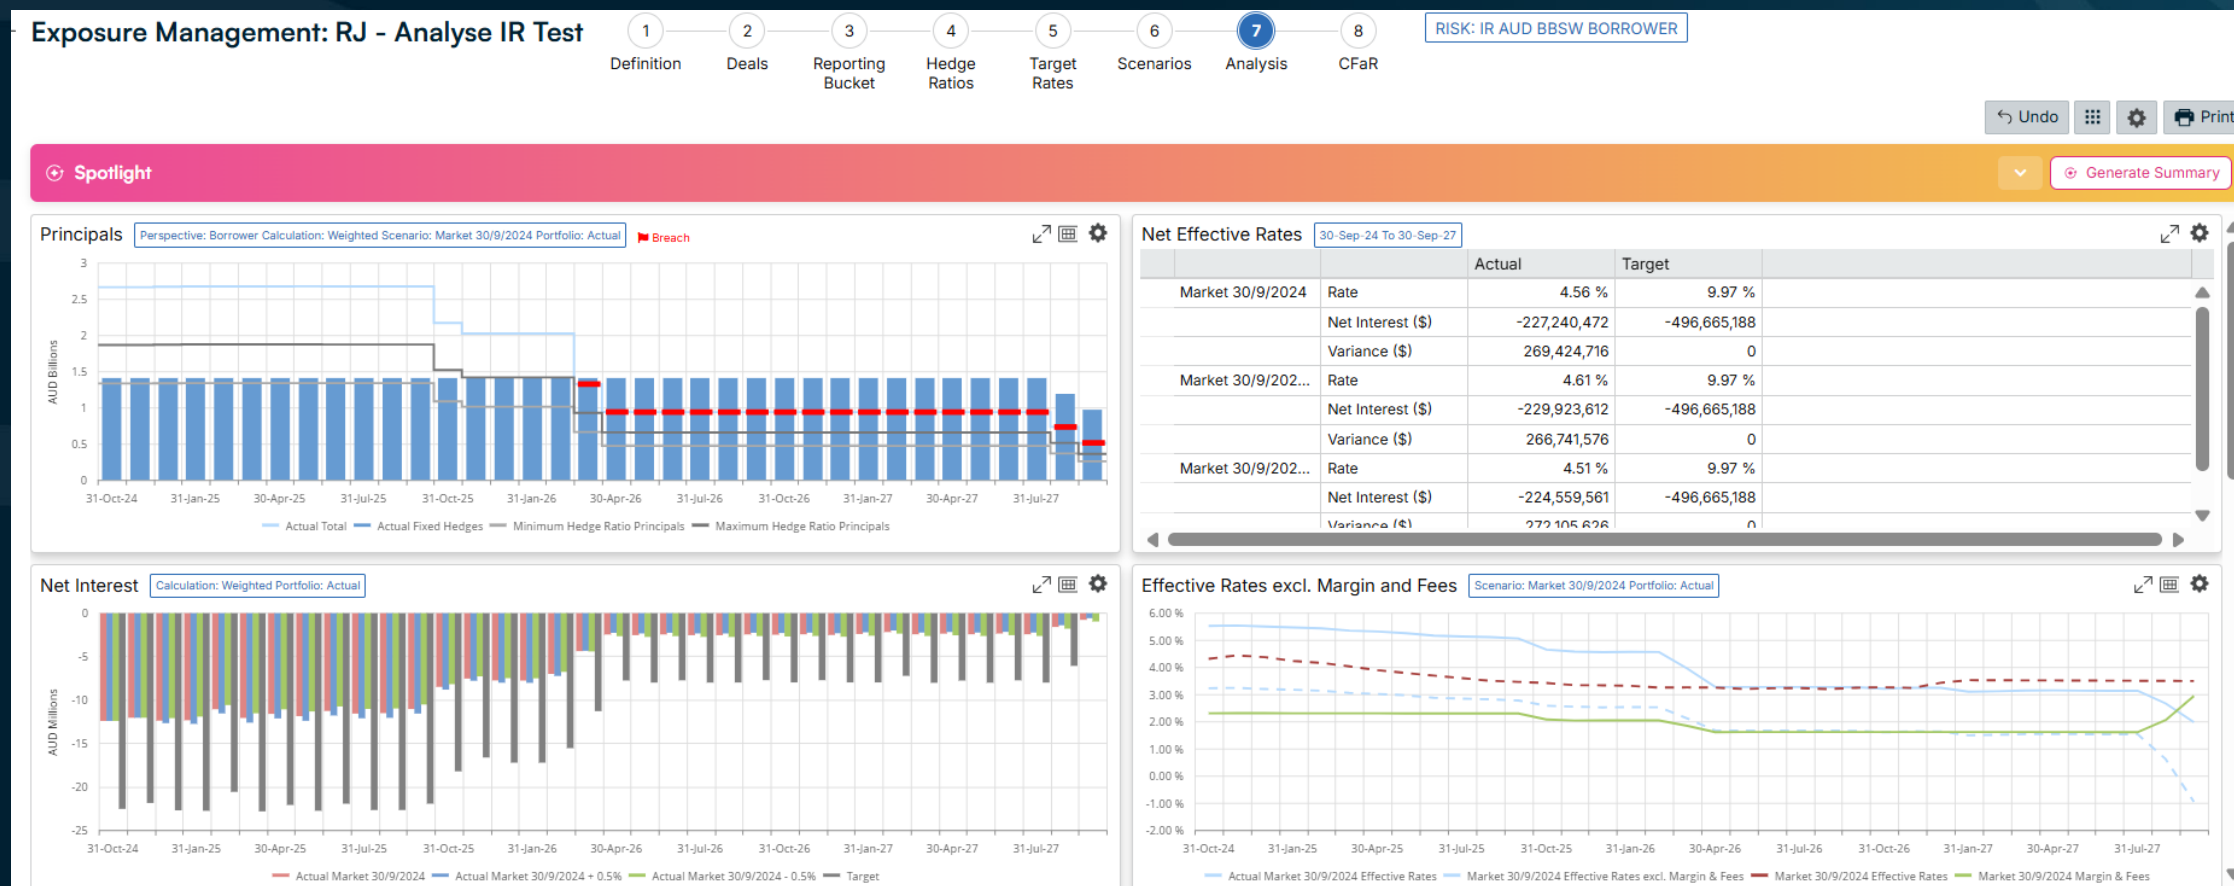 Exposure Management: RJ - Analyse IR Test
1
2
3
4
5
6
7
8
Definition
Deals
Reporting
Bucket
Hedge
Ratios
Target
Rates
Scenarios
Analysis
CFaR
RISK: IR AUD BBSW BORROWER
Undo
Print
Spotlight
Generate Summary
Principals
Perspective: Borrower Calculation: Weighted Scenario: Market 30/9/2024 Portfolio: Actual
Breach
3
2.5
2
1.5
1
0.5
0
AUD Billions
31-Oct-24 31-Jan-25 30-Apr-25 31-Jul-25 31-Oct-25 31-Jan-26 30-Apr-26 31-Jul-26 31-Oct-26 31-Jan-27 30-Apr-27 31-Jul-27
Actual Total Actual Fixed Hedges Minimum Hedge Ratio Principals Maximum Hedge Ratio Principals
Net Effective Rates
30-Sep-24 To 30-Sep-27
Actual Target
Market 30/9/2024 Rate 4.56 % 9.97 %
Net Interest ($) -227,240,472 -496,665,188
Variance ($) 269,424,716 0
Market 30/9/202... Rate 4.61 % 9.97 %
Net Interest ($) -229,923,612 -496,665,188
Variance ($) 266,741,576 0
Market 30/9/202... Rate 4.51 % 9.97 %
Net Interest ($) -224,559,561 -496,665,188
Variance ($) 272,105,626 0
Net Interest
Calculation: Weighted Portfolio: Actual
0
-5
-10
-15
-20
-25
AUD Millions
31-Oct-24 31-Jan-25 30-Apr-25 31-Jul-25 31-Oct-25 31-Jan-26 30-Apr-26 31-Jul-26 31-Oct-26 31-Jan-27 30-Apr-27 31-Jul-27
Actual Market 30/9/2024 Actual Market 30/9/2024 + 0.5% Actual Market 30/9/2024 - 0.5% Target
Effective Rates excl. Margin and Fees
Scenario: Market 30/9/2024 Portfolio: Actual
6.00 %
5.00 %
4.00 %
3.00 %
2.00 %
1.00 %
0.00 %
-1.00 %
-2.00 %
31-Oct-24 31-Jan-25 30-Apr-25 31-Jul-25 31-Oct-25 31-Jan-26 30-Apr-26 31-Jul-26 31-Oct-26 31-Jan-27 30-Apr-27 31-Jul-27
Actual Market 30/9/2024 Effective Rates Market 30/9/2024 Effective Rates excl. Margin & Fees Market 30/9/2024 Effective Rates Market 30/9/2024 Margin & Fees